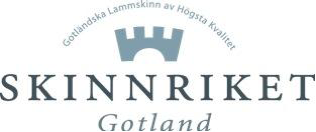 Gotländska Lammskinn av Högsta Kvalitet
SKINNRIKET
Gotland